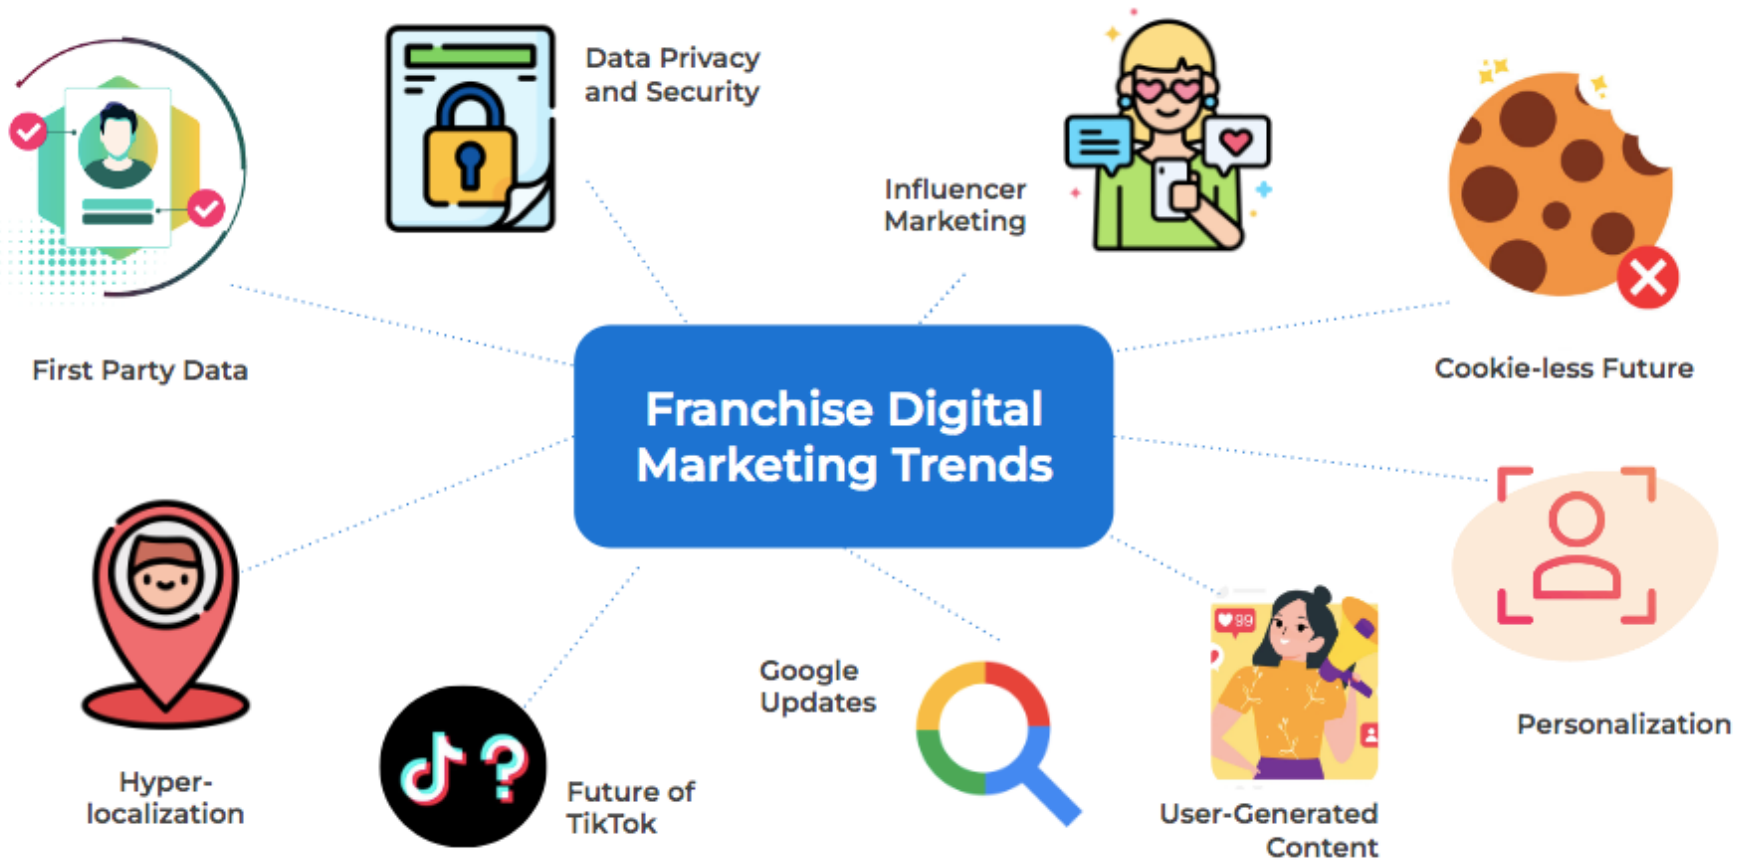 Data Privacy
and Security
Influencer
Marketing
First Party Data
Cookie-less Future
Franchise Digital
Marketing Trends
99
Google
Updates
Personalization
Hyper-
localization
?
Future of
TikTok
User-Generated
Content